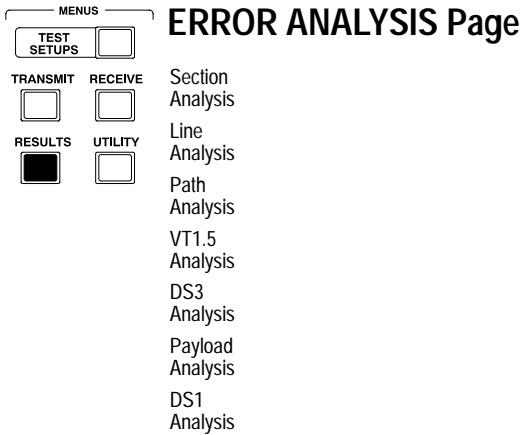 MENUS
TEST
SETUPS
TRANSMIT RECEIVE
RESULTS UTILITY
ERROR ANALYSIS Page
Section
Analysis
Line
Analysis
Path
Analysis
VT1.5
Analysis
DS3
Analysis
Payload
Analysis
DS1
Analysis